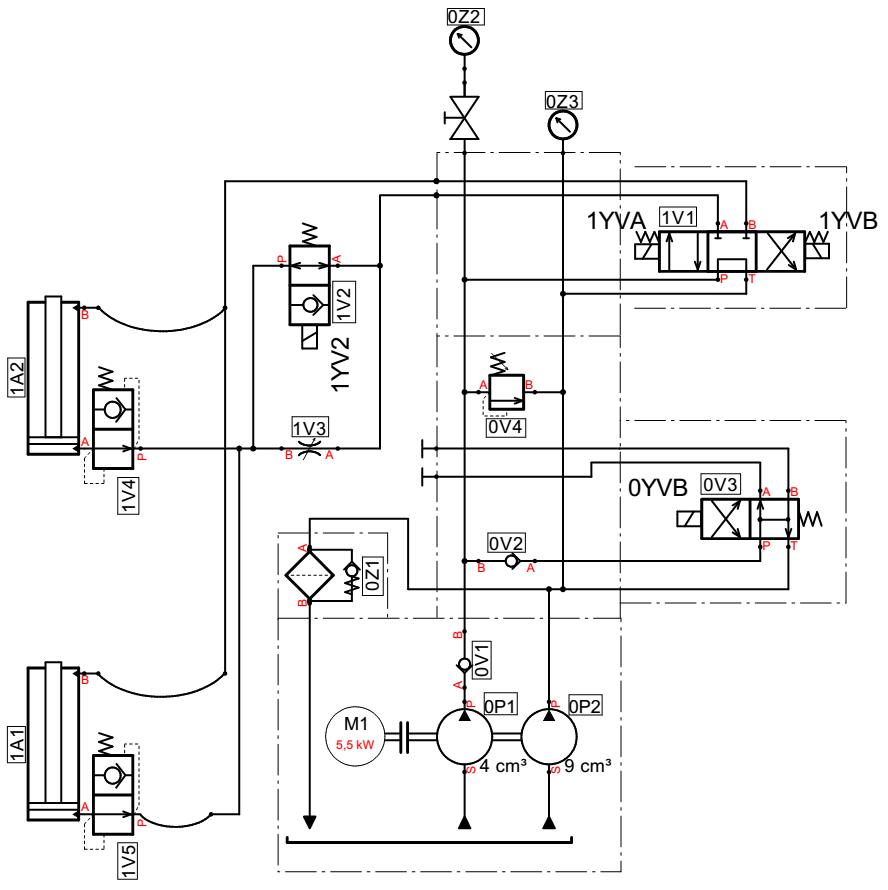 0Z2
0Z3
1YVA
1V1
1YVB
A
B
P
T
P
A
1V2
1YV2
B
1A2
A
P
1V4
1V3
B
A
A
B
0V4
0YVB
0V3
A
B
P
T
0V2
B
A
A
0Z1
B
B
0V1
A
B
1A1
A
P
1V5
M1
5,5 kW
P
0P1
S
4 cm³
P
0P2
S
9 cm³